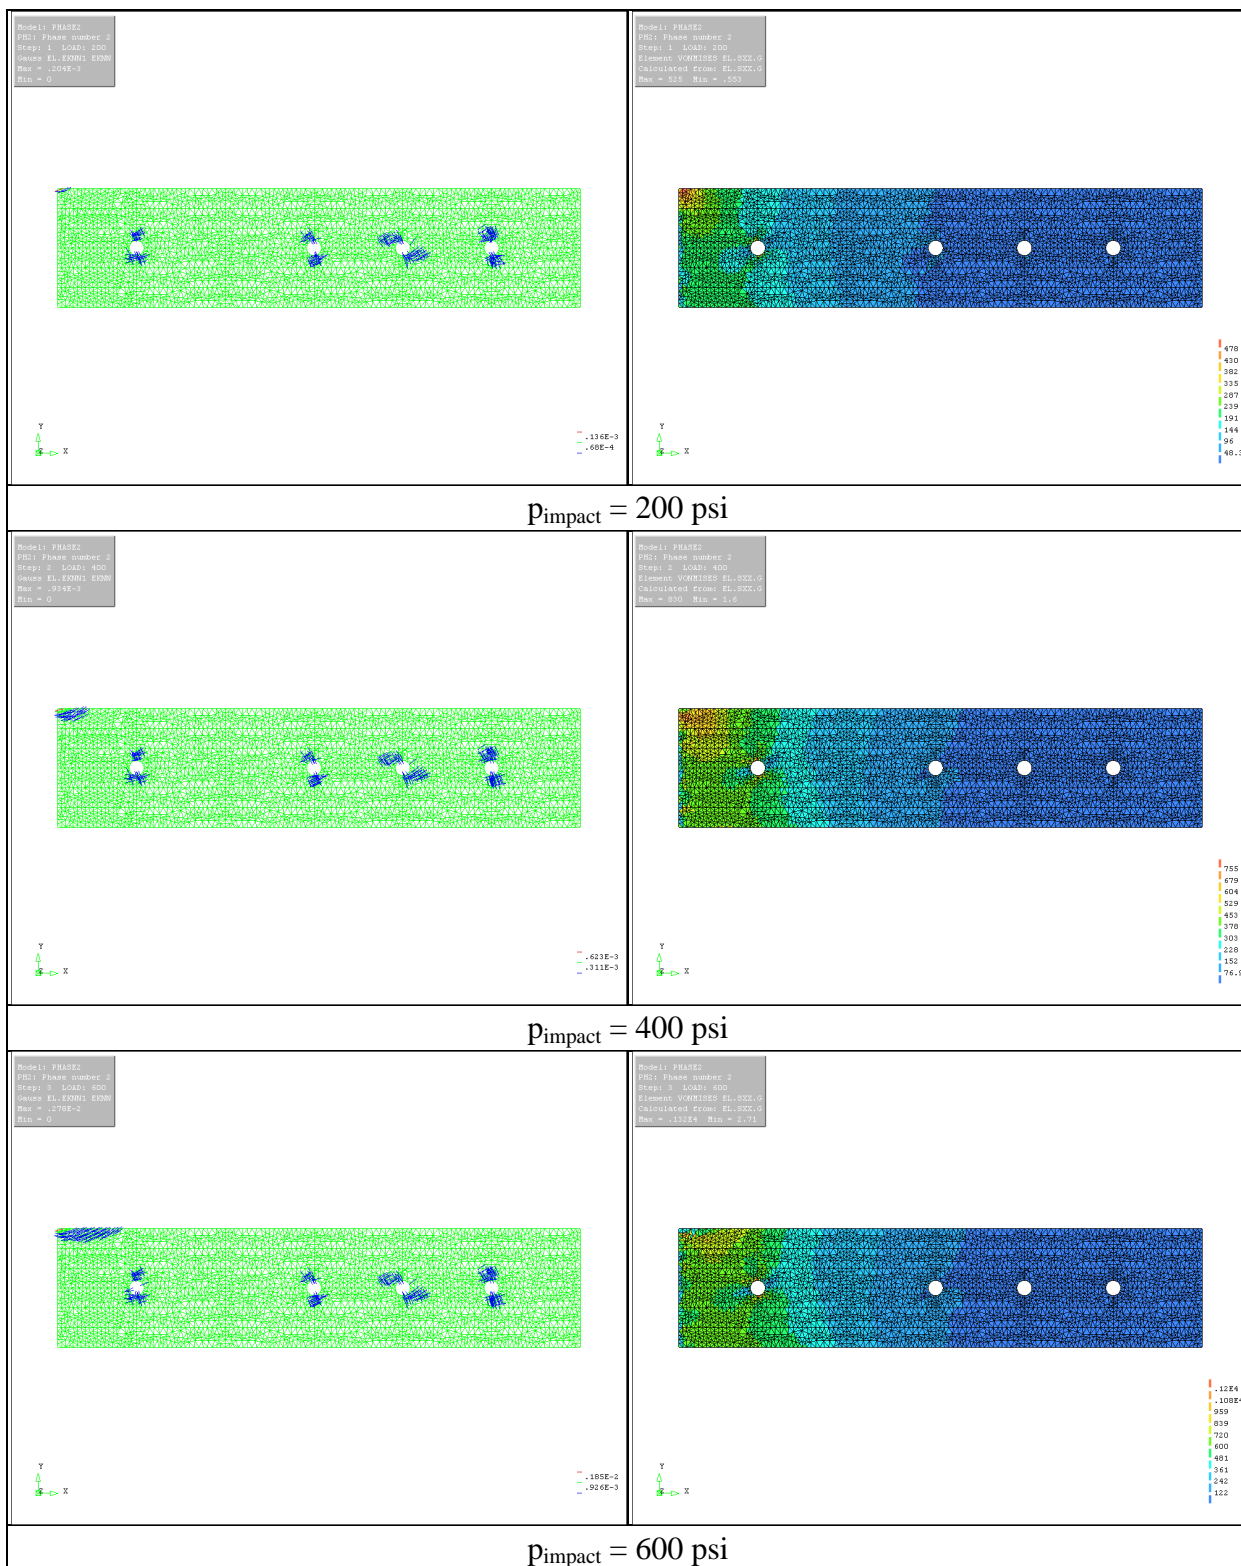 Model: PHASE2
PH2: Phase number 2
Step: 1 LOAD: 200
Gauss EL.EKNN1 EKNN
Max = .204E-3
Min = 0
Y
Z X
.136E-3
.68E-4
Model: PHASE2
PH2: Phase number 2
Step: 1 LOAD: 200
Element VONMISES EL.SXX.G
Calculated from: EL.SXX.G
Max = 525 Min = .553
Y
Z X
478
430
382
335
287
239
191
144
96
48.3
pimpact = 200 psi
Model: PHASE2
PH2: Phase number 2
Step: 2 LOAD: 400
Gauss EL.EKNN1 EKNN
Max = .934E-3
Min = 0
Y
Z X
.623E-3
.311E-3
Model: PHASE2
PH2: Phase number 2
Step: 2 LOAD: 400
Element VONMISES EL.SXX.G
Calculated from: EL.SXX.G
Max = 830 Min = 1.6
Y
Z X
755
679
604
529
453
378
303
228
152
76.9
pimpact = 400 psi
Model: PHASE2
PH2: Phase number 2
Step: 3 LOAD: 600
Gauss EL.EKNN1 EKNN
Max = .278E-2
Min = 0
Y
Z X
.185E-2
.926E-3
Model: PHASE2
PH2: Phase number 2
Step: 3 LOAD: 600
Element VONMISES EL.SXX.G
Calculated from: EL.SXX.G
Max = .132E4 Min = 2.71
Y
Z X
.12E4
.108E4
959
839
720
600
481
361
242
122
pimpact = 600 psi